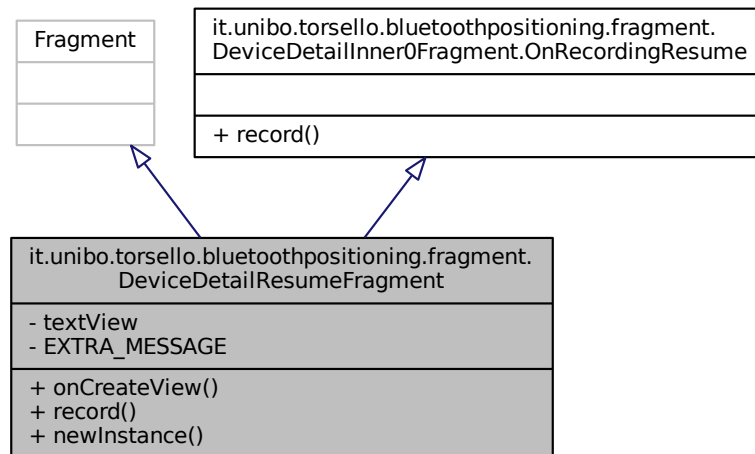 Fragment
it.unibo.torsello.bluetoothpositioning.fragment.
DeviceDetailInner0Fragment.OnRecordingResume
+ record()
it.unibo.torsello.bluetoothpositioning.fragment.
DeviceDetailResumeFragment
- textView
- EXTRA_MESSAGE
+ onCreateView()
+ record()
+ newInstance()